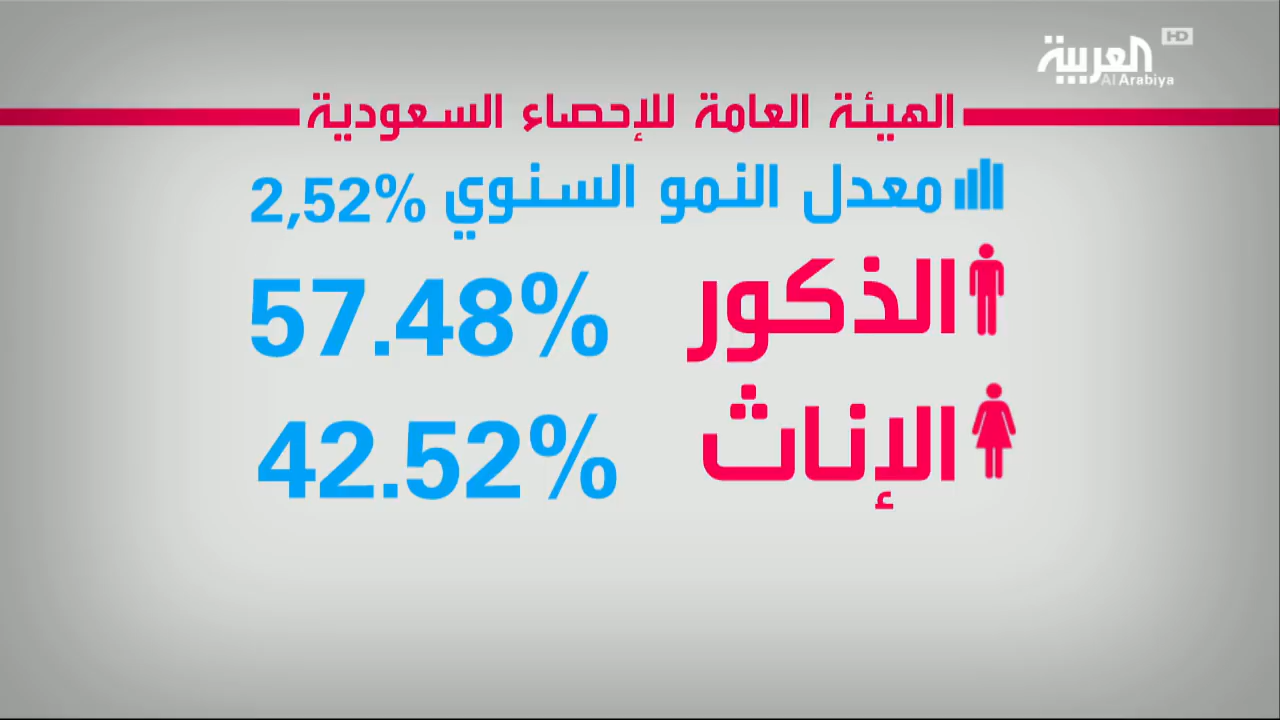 العربية HD
Al Arabiya
الهيئة العامة للإحصاء السعودية
معدل النمو السنوي 2,52%
الذكور 57.48%
الإناث 42.52%